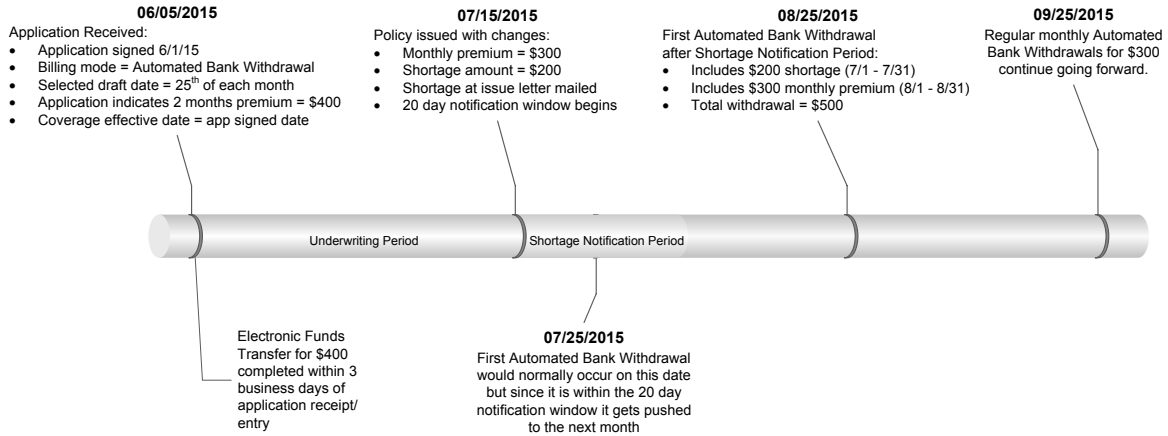 06/05/2015
Application Received:
• Application signed 6/1/15
• Billing mode = Automated Bank Withdrawal
• Selected draft date = 25th of each month
• Application indicates 2 months premium = $400
• Coverage effective date = app signed date
07/15/2015
Policy issued with changes:
• Monthly premium = $300
• Shortage amount = $200
• Shortage at issue letter mailed
• 20 day notification window begins
08/25/2015
First Automated Bank Withdrawal
after Shortage Notification Period:
• Includes $200 shortage (7/1 - 7/31)
• Includes $300 monthly premium (8/1 - 8/31)
• Total withdrawal = $500
09/25/2015
Regular monthly Automated
Bank Withdrawals for $300
continue going forward.
Underwriting Period
Shortage Notification Period
Electronic Funds
Transfer for $400
completed within 3
business days of
application receipt/
entry
07/25/2015
First Automated Bank Withdrawal
would normally occur on this date
but since it is within the 20 day
notification window it gets pushed
to the next month